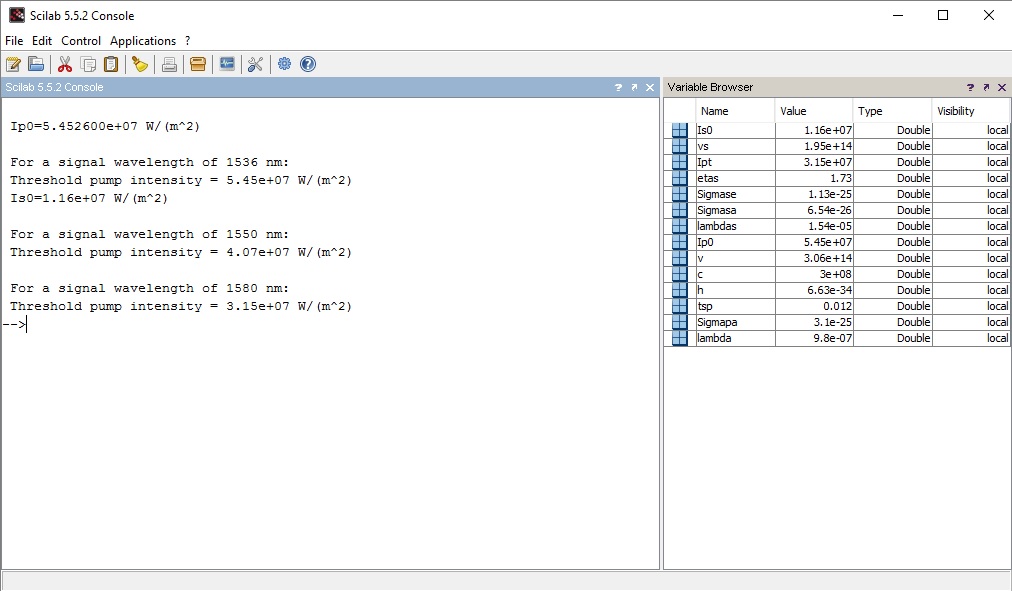 Scilab 5.5.2 Console
File Edit Control Applications ?
Scilab 5.5.2 Console
Ip0=5.452600e+07 W/(m^2)
For a signal wavelength of 1536 nm:
Threshold pump intensity = 5.45e+07 W/(m^2)
Is0=1.16e+07 W/(m^2)
For a signal wavelength of 1550 nm:
Threshold pump intensity = 4.07e+07 W/(m^2)
For a signal wavelength of 1580 nm:
Threshold pump intensity = 3.15e+07 W/(m^2)
-->
Variable Browser
Name Value Type Visibility
Is0 1.16e+07 Double local
vs 1.95e+14 Double local
Ipt 3.15e+07 Double local
etas 1.73 Double local
Sigmase 1.13e-25 Double local
Sigmasa 6.54e-26 Double local
lambdas 1.54e-05 Double local
Ip0 5.45e+07 Double local
v 3.06e+14 Double local
c 3e+08 Double local
h 6.63e-34 Double local
tsp 0.012 Double local
Sigmapa 3.1e-25 Double local
lambda 9.8e-07 Double local